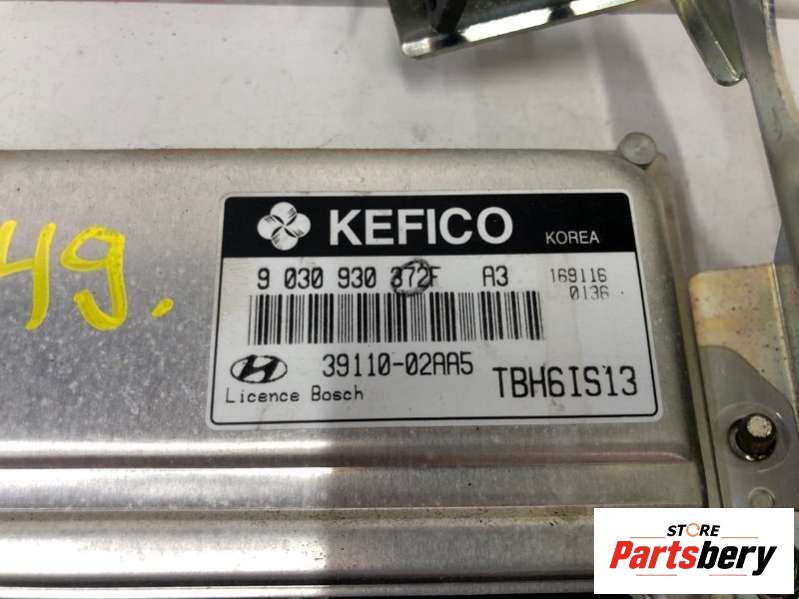 49.
KEFICO KOREA
9 030 930 372F A3 169116
0136
39110-02AA5
Licence Bosch TBH6IS13
STORE
Partsbery